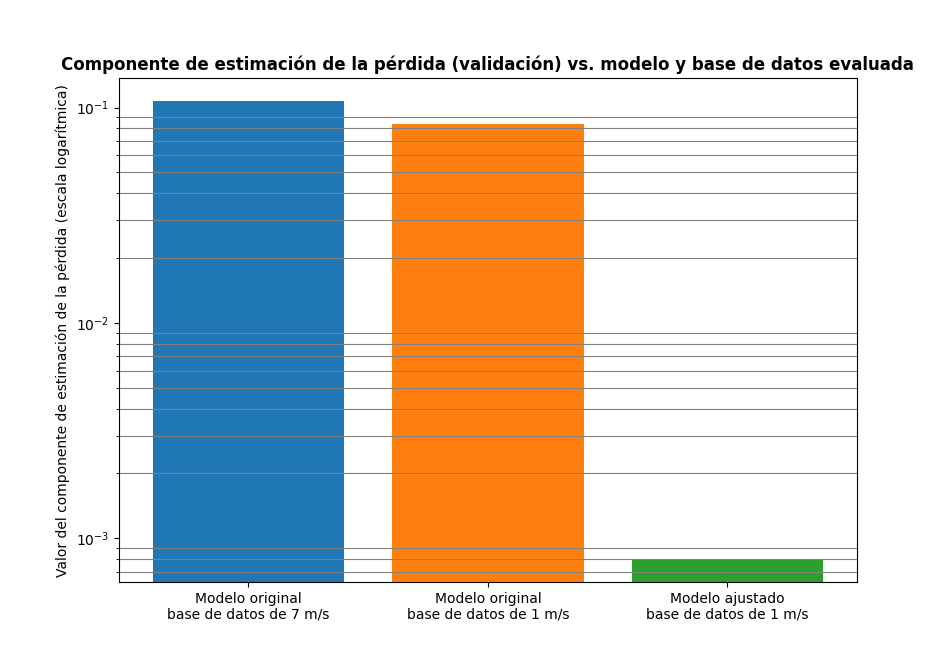 Componente de estimación de la pérdida (validación) vs. modelo y base de datos evaluada
Valor del componente de estimación de la pérdida (escala logarítmica)
10⁻¹
10⁻²
10⁻³
Modelo original
base de datos de 7 m/s
Modelo original
base de datos de 1 m/s
Modelo ajustado
base de datos de 1 m/s